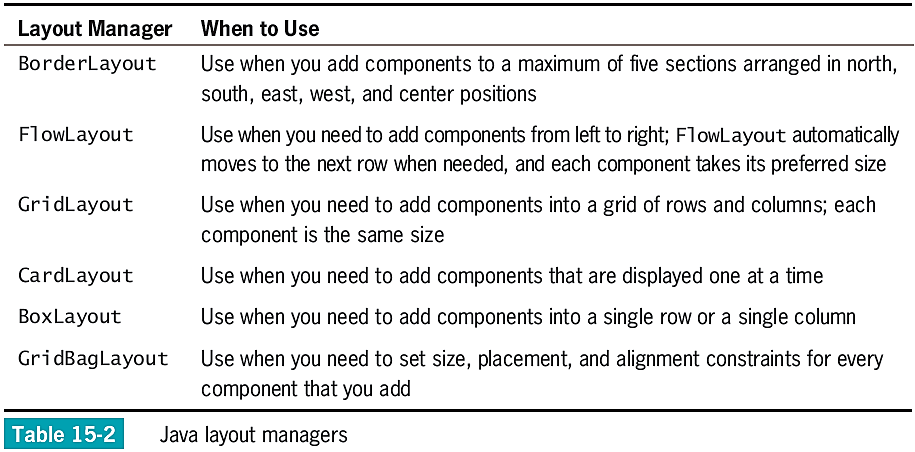 Layout Manager When to Use
BorderLayout Use when you add components to a maximum of five sections arranged in north,
south, east, west, and center positions
FlowLayout Use when you need to add components from left to right; FlowLayout automatically
moves to the next row when needed, and each component takes its preferred size
GridLayout Use when you need to add components into a grid of rows and columns; each
component is the same size
CardLayout Use when you need to add components that are displayed one at a time
BoxLayout Use when you need to add components into a single row or a single column
GridBagLayout Use when you need to set size, placement, and alignment constraints for every
component that you add
Table 15-2 Java layout managers